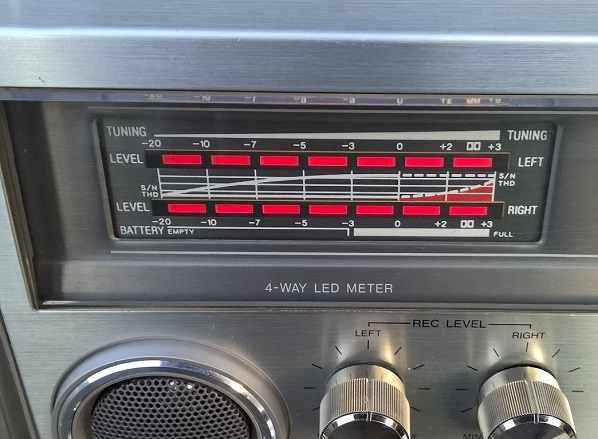 TUNING TUNING
-20 -10 -7 -5 -3 0 +2 +3
LEVEL LEFT
S/N THD S/N THD
LEVEL RIGHT
-20 -10 -7 -5 -3 0 +2 +3
BATTERY EMPTY FULL
4-WAY LED METER
REC LEVEL
LEFT RIGHT
MIN